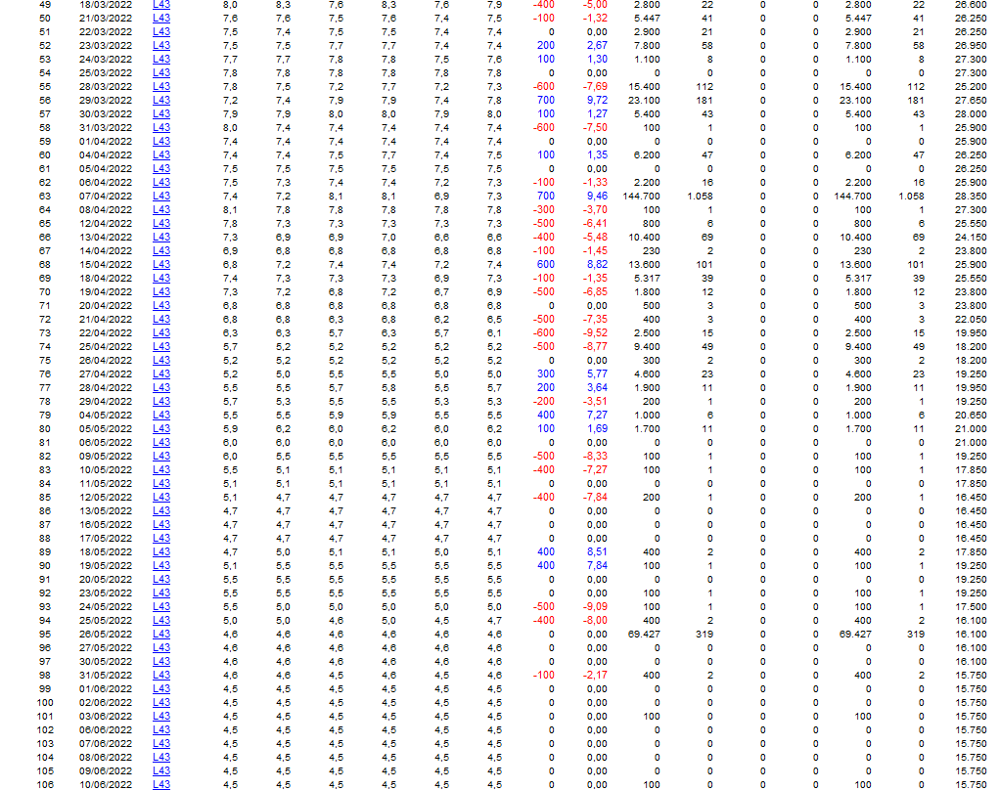 49 18/03/2022 L43 8,0 8,3 7,6 8,3 7,6 7,9 -400 -5,00 2.800 22 0 0 2.800 22 26.600
50 21/03/2022 L43 7,6 7,6 7,5 7,6 7,4 7,5 -100 -1,32 5.447 41 0 0 5.447 41 26.250
51 22/03/2022 L43 7,5 7,4 7,5 7,5 7,4 7,4 0 0,00 2.900 21 0 0 2.900 21 26.250
52 23/03/2022 L43 7,5 7,5 7,7 7,7 7,4 7,4 200 2,67 7.800 58 0 0 7.800 58 26.950
53 24/03/2022 L43 7,7 7,7 7,8 7,8 7,5 7,6 100 1,30 1.100 8 0 0 1.100 8 27.300
54 25/03/2022 L43 7,8 7,8 7,8 7,8 7,8 7,8 0 0,00 0 0 0 0 0 0 27.300
55 28/03/2022 L43 7,8 7,5 7,2 7,7 7,2 7,3 -600 -7,69 15.400 112 0 0 15.400 112 25.200
56 29/03/2022 L43 7,2 7,4 7,9 7,9 7,4 7,8 700 9,72 23.100 181 0 0 23.100 181 27.650
57 30/03/2022 L43 7,9 7,9 8,0 8,0 7,9 8,0 100 1,27 5.400 43 0 0 5.400 43 28.000
58 31/03/2022 L43 8,0 7,4 7,4 7,4 7,4 7,4 -600 -7,50 100 1 0 0 100 1 25.900
59 01/04/2022 L43 7,4 7,4 7,4 7,4 7,4 7,4 0 0,00 0 0 0 0 0 0 25.900
60 04/04/2022 L43 7,4 7,4 7,5 7,7 7,4 7,5 100 1,35 6.200 47 0 0 6.200 47 26.250
61 05/04/2022 L43 7,5 7,5 7,5 7,5 7,5 7,5 0 0,00 0 0 0 0 0 0 26.250
62 06/04/2022 L43 7,5 7,3 7,4 7,4 7,2 7,3 -100 -1,33 2.200 16 0 0 2.200 16 25.900
63 07/04/2022 L43 7,4 7,2 8,1 8,1 6,9 7,3 700 9,46 144.700 1.058 0 0 144.700 1.058 28.350
64 08/04/2022 L43 8,1 7,8 7,8 7,8 7,8 7,8 -300 -3,70 100 1 0 0 100 1 27.300
65 12/04/2022 L43 7,8 7,3 7,3 7,3 7,3 7,3 -500 -6,41 800 6 0 0 800 6 25.550
66 13/04/2022 L43 7,3 6,9 6,9 7,0 6,6 6,6 -400 -5,48 10.400 69 0 0 10.400 69 24.150
67 14/04/2022 L43 6,9 6,8 6,8 6,8 6,8 6,8 -100 -1,45 230 2 0 0 230 2 23.800
68 15/04/2022 L43 6,8 7,2 7,4 7,4 7,2 7,4 600 8,82 13.600 101 0 0 13.600 101 25.900
69 18/04/2022 L43 7,4 7,3 7,3 7,3 6,9 7,3 -100 -1,35 5.317 39 0 0 5.317 39 25.550
70 19/04/2022 L43 7,3 7,2 6,8 7,2 6,7 6,9 -500 -6,85 1.800 12 0 0 1.800 12 23.800
71 20/04/2022 L43 6,8 6,8 6,8 6,8 6,8 6,8 0 0,00 500 3 0 0 500 3 23.800
72 21/04/2022 L43 6,8 6,8 6,3 6,8 6,2 6,5 -500 -7,35 400 3 0 0 400 3 22.050
73 22/04/2022 L43 6,3 6,3 5,7 6,3 5,7 6,1 -600 -9,52 2.500 15 0 0 2.500 15 19.950
74 25/04/2022 L43 5,7 5,2 5,2 5,2 5,2 5,2 -500 -8,77 9.400 49 0 0 9.400 49 18.200
75 26/04/2022 L43 5,2 5,2 5,2 5,2 5,2 5,2 0 0,00 300 2 0 0 300 2 18.200
76 27/04/2022 L43 5,2 5,0 5,5 5,5 5,0 5,0 300 5,77 4.600 23 0 0 4.600 23 19.250
77 28/04/2022 L43 5,5 5,5 5,7 5,8 5,5 5,7 200 3,64 1.900 11 0 0 1.900 11 19.950
78 29/04/2022 L43 5,7 5,3 5,5 5,5 5,3 5,3 -200 -3,51 200 1 0 0 200 1 19.250
79 04/05/2022 L43 5,5 5,5 5,9 5,9 5,5 5,5 400 7,27 1.000 6 0 0 1.000 6 20.650
80 05/05/2022 L43 5,9 6,2 6,0 6,2 6,0 6,2 100 1,69 1.700 11 0 0 1.700 11 21.000
81 06/05/2022 L43 6,0 6,0 6,0 6,0 6,0 6,0 0 0,00 0 0 0 0 0 0 21.000
82 09/05/2022 L43 6,0 5,5 5,5 5,5 5,5 5,5 -500 -8,33 100 1 0 0 100 1 19.250
83 10/05/2022 L43 5,5 5,1 5,1 5,1 5,1 5,1 -400 -7,27 100 1 0 0 100 1 17.850
84 11/05/2022 L43 5,1 5,1 5,1 5,1 5,1 5,1 0 0,00 0 0 0 0 0 0 17.850
85 12/05/2022 L43 5,1 4,7 4,7 4,7 4,7 4,7 -400 -7,84 200 1 0 0 200 1 16.450
86 13/05/2022 L43 4,7 4,7 4,7 4,7 4,7 4,7 0 0,00 0 0 0 0 0 0 16.450
87 16/05/2022 L43 4,7 4,7 4,7 4,7 4,7 4,7 0 0,00 0 0 0 0 0 0 16.450
88 17/05/2022 L43 4,7 4,7 4,7 4,7 4,7 4,7 0 0,00 0 0 0 0 0 0 16.450
89 18/05/2022 L43 4,7 5,0 5,1 5,1 5,0 5,1 400 8,51 400 2 0 0 400 2 17.850
90 19/05/2022 L43 5,1 5,5 5,5 5,5 5,5 5,5 400 7,84 100 1 0 0 100 1 19.250
91 20/05/2022 L43 5,5 5,5 5,5 5,5 5,5 5,5 0 0,00 0 0 0 0 0 0 19.250
92 23/05/2022 L43 5,5 5,5 5,5 5,5 5,5 5,5 0 0,00 100 1 0 0 100 1 19.250
93 24/05/2022 L43 5,5 5,0 5,0 5,0 5,0 5,0 -500 -9,09 100 1 0 0 100 1 17.500
94 25/05/2022 L43 5,0 5,0 4,6 5,0 4,5 4,7 -400 -8,00 400 2 0 0 400 2 16.100
95 26/05/2022 L43 4,6 4,6 4,6 4,6 4,6 4,6 0 0,00 69.427 319 0 0 69.427 319 16.100
96 27/05/2022 L43 4,6 4,6 4,6 4,6 4,6 4,6 0 0,00 0 0 0 0 0 0 16.100
97 30/05/2022 L43 4,6 4,6 4,6 4,6 4,6 4,6 0 0,00 0 0 0 0 0 0 16.100
98 31/05/2022 L43 4,6 4,6 4,5 4,6 4,5 4,6 -100 -2,17 400 2 0 0 400 2 15.750
99 01/06/2022 L43 4,5 4,5 4,5 4,5 4,5 4,5 0 0,00 0 0 0 0 0 0 15.750
100 02/06/2022 L43 4,5 4,5 4,5 4,5 4,5 4,5 0 0,00 0 0 0 0 0 0 15.750
101 03/06/2022 L43 4,5 4,5 4,5 4,5 4,5 4,5 0 0,00 100 0 0 0 100 0 15.750
102 06/06/2022 L43 4,5 4,5 4,5 4,5 4,5 4,5 0 0,00 0 0 0 0 0 0 15.750
103 07/06/2022 L43 4,5 4,5 4,5 4,5 4,5 4,5 0 0,00 0 0 0 0 0 0 15.750
104 08/06/2022 L43 4,5 4,5 4,5 4,5 4,5 4,5 0 0,00 0 0 0 0 0 0 15.750
105 09/06/2022 L43 4,5 4,5 4,5 4,5 4,5 4,5 0 0,00 0 0 0 0 0 0 15.750
106 10/06/2022 L43 4,5 4,5 4,5 4,5 4,5 4,5 0 0,00 100 0 0 0 100 0 15.750